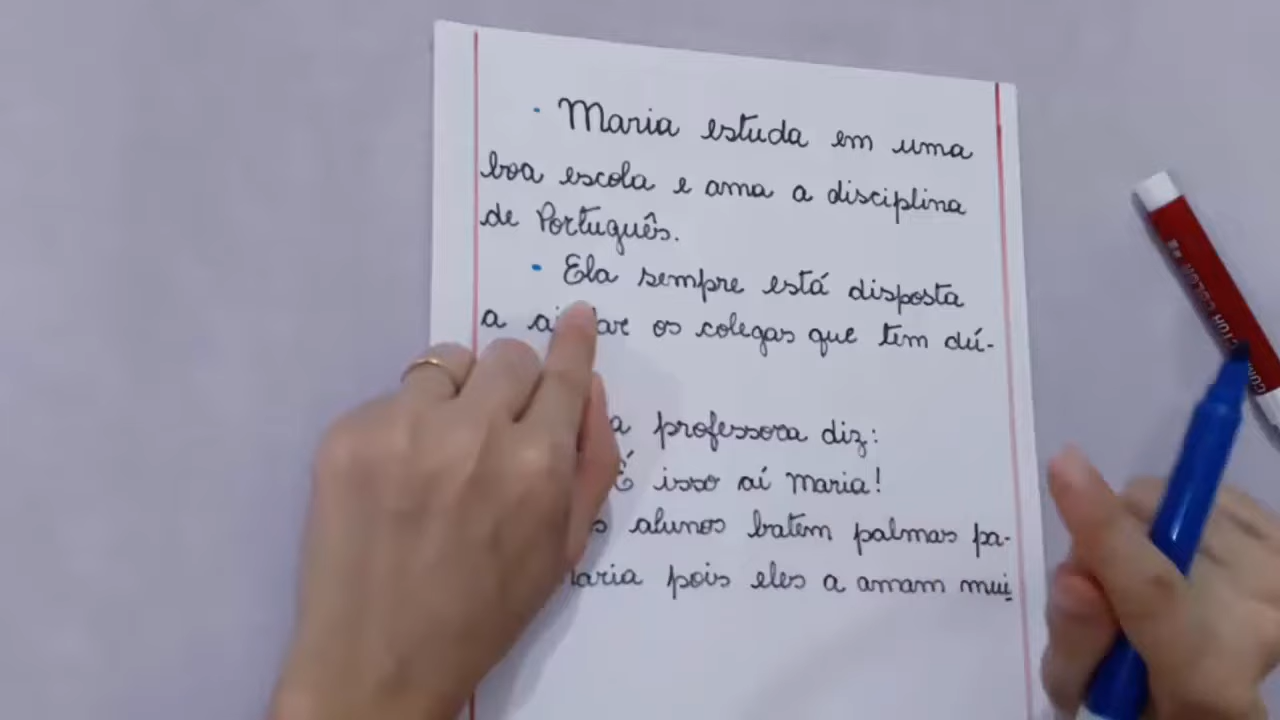 Maria estuda em uma
boa escola e ama a disciplina
de Português.
Ela sempre está disposta
a os colegas que tem dú-
professora diz:
É isso aí maria!
alunos batem palmas pa-
pois eles a amam mui